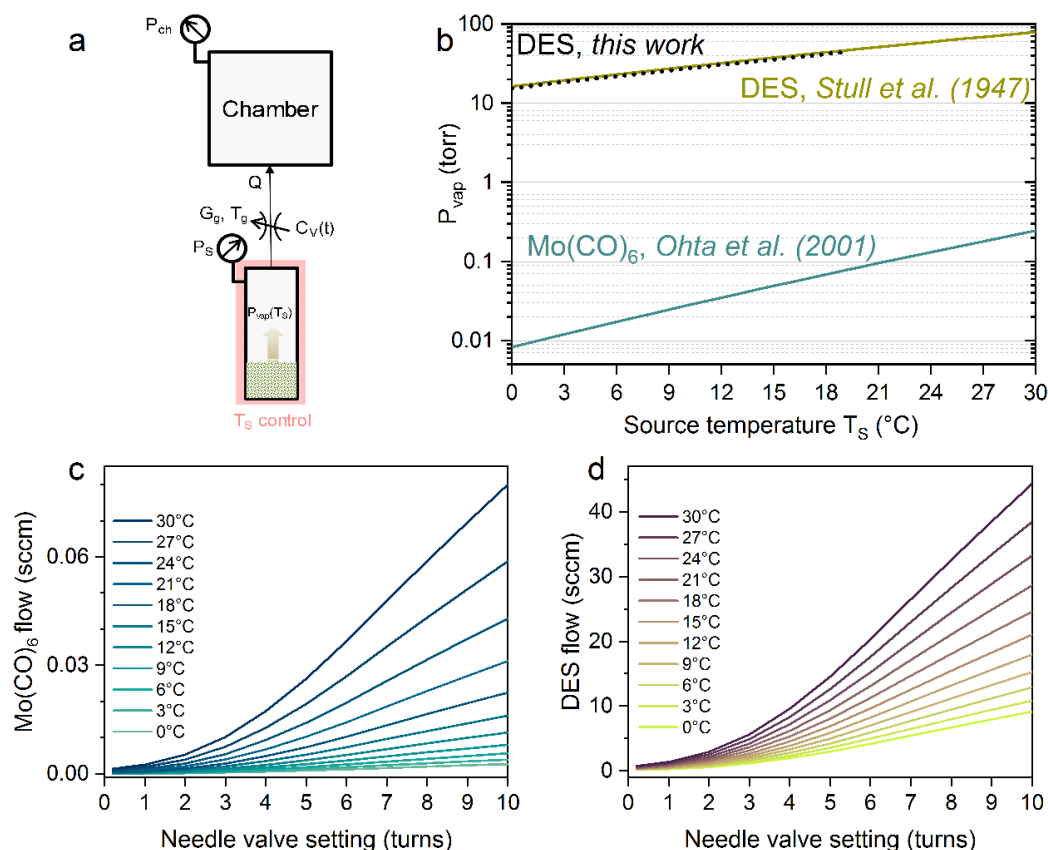 a
P_ch
Chamber
Q
G_g, T_g
C_V(t)
P_S
P_vap(T_S)
T_S control
b
P_vap (torr)
100
10
1
0.1
0.01
DES, this work
DES, Stull et al. (1947)
Mo(CO)_6, Ohta et al. (2001)
0 3 6 9 12 15 18 21 24 27 30
Source temperature T_S (°C)
c
Mo(CO)_6 flow (sccm)
0.06
0.03
0.00
30°C
27°C
24°C
21°C
18°C
15°C
12°C
9°C
6°C
3°C
0°C
0 1 2 3 4 5 6 7 8 9 10
Needle valve setting (turns)
d
DES flow (sccm)
40
30
20
10
0
30°C
27°C
24°C
21°C
18°C
15°C
12°C
9°C
6°C
3°C
0°C
0 1 2 3 4 5 6 7 8 9 10
Needle valve setting (turns)